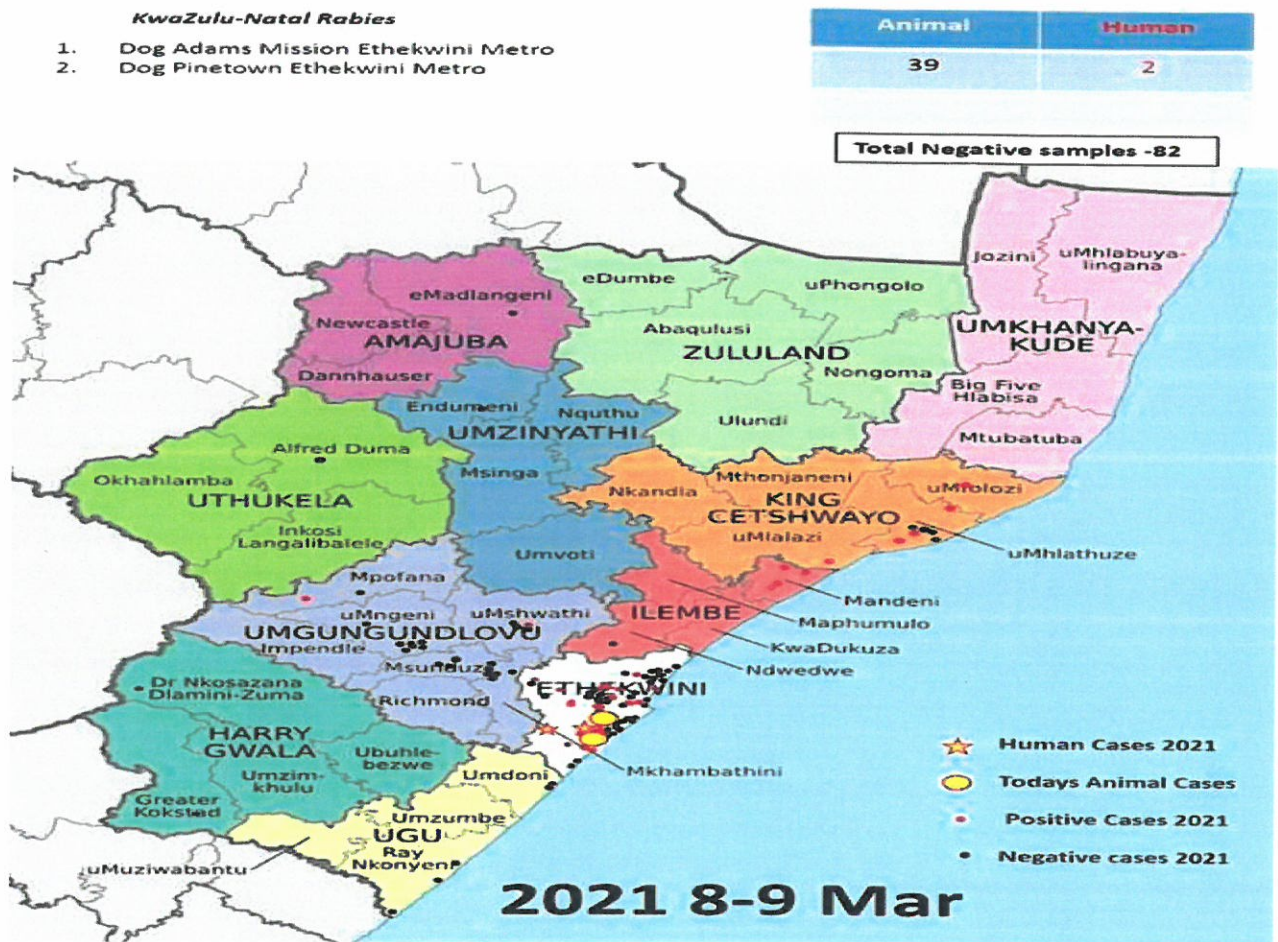 KwaZulu-Natal Rabies
1. Dog Adams Mission Ethekwini Metro
2. Dog Pinetown Ethekwini Metro
Animal Human
39 2
Total Negative samples -82
Jozini
uMhlabuya-
lingana
eDumbe
uPhongolo
eMadlangeni
Newcastle
AMAJUBA
Abaqulusi
ZULULAND
UMKHANYA-
KUDE
Dannhauser
Nongoma
Big Five
Hlabisa
Endumeni
Nquthu
Ulundi
UMZINYATHI
Mtubatuba
Alfred Duma
Okhahlamba
Msinga
Mthonjaneni
UTHUKELA
Nkandla
uMfolozi
KING
CETSHWAYO
Inkosi
Langalibalele
uMlalazi
Umvoti
uMhlathuze
Mpofana
Mandeni
uMngeni
uMshwathi
ILEMBE
Maphumulo
UMGUNGUNDLOVU
Impendle
KwaDukuza
Msunduzi
Ndwedwe
Dr Nkosazana
Dlamini-Zuma
ETHEKWINI
Richmond
HARRY
GWALA
Ubuhle-
bezwe
Human Cases 2021
Mkhambathini
Umdoni
Umzim-
khulu
Todays Animal Cases
Greater
Kokstad
Umzumbe
UGU
Positive Cases 2021
Ray
Nkonyeni
uMuziwabantu
Negative cases 2021
2021 8-9 Mar